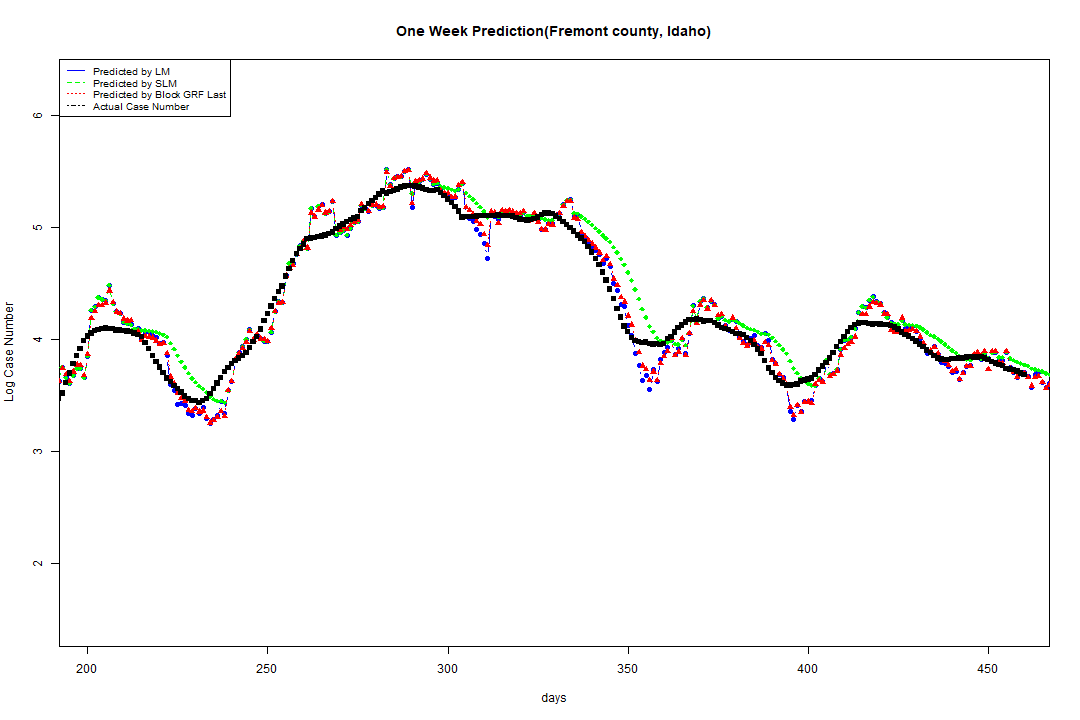 One Week Prediction(Fremont county, Idaho)
Predicted by LM
Predicted by SLM
Predicted by Block GRF Last
Actual Case Number
6
5
4
3
2
Log Case Number
200 250 300 350 400 450
days